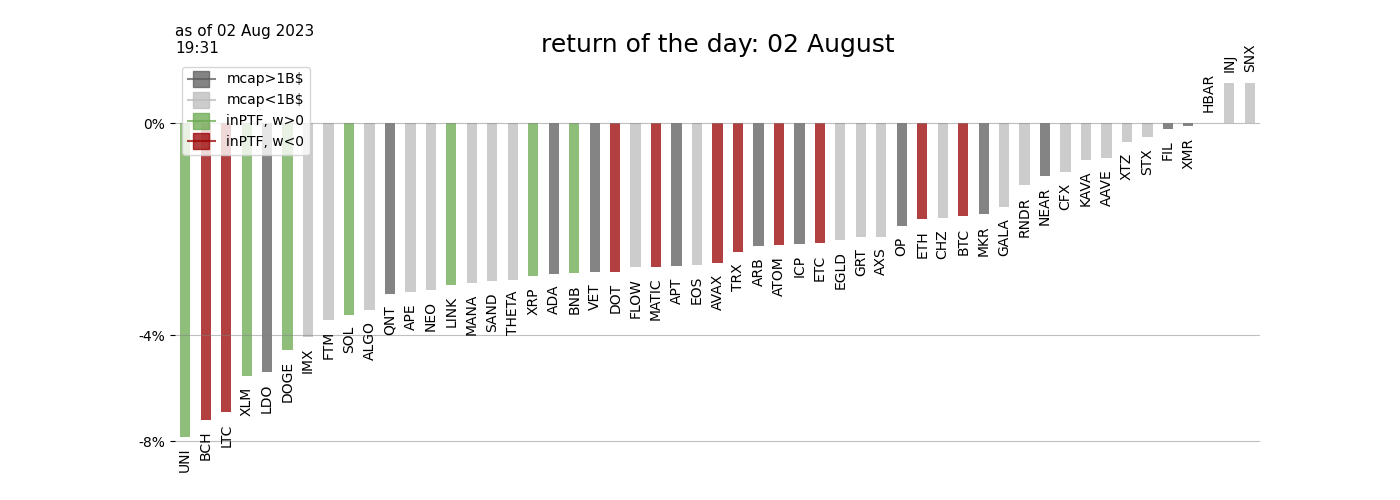 as of 02 Aug 2023
19:31
return of the day: 02 August
mcap>1B$
mcap<1B$
inPTF, w>0
inPTF, w<0
0%
-4%
-8%
UNI
BCH
LTC
XLM
LDO
DOGE
IMX
FTM
SOL
ALGO
QNT
APE
NEO
LINK
MANA
SAND
THETA
XRP
ADA
BNB
VET
DOT
FLOW
MATIC
APT
EOS
AVAX
TRX
ARB
ATOM
ICP
ETC
EGLD
GRT
AXS
OP
ETH
CHZ
BTC
MKR
GALA
RNDR
NEAR
CFX
KAVA
AAVE
XTZ
STX
FIL
XMR
HBAR
INJ
SNX